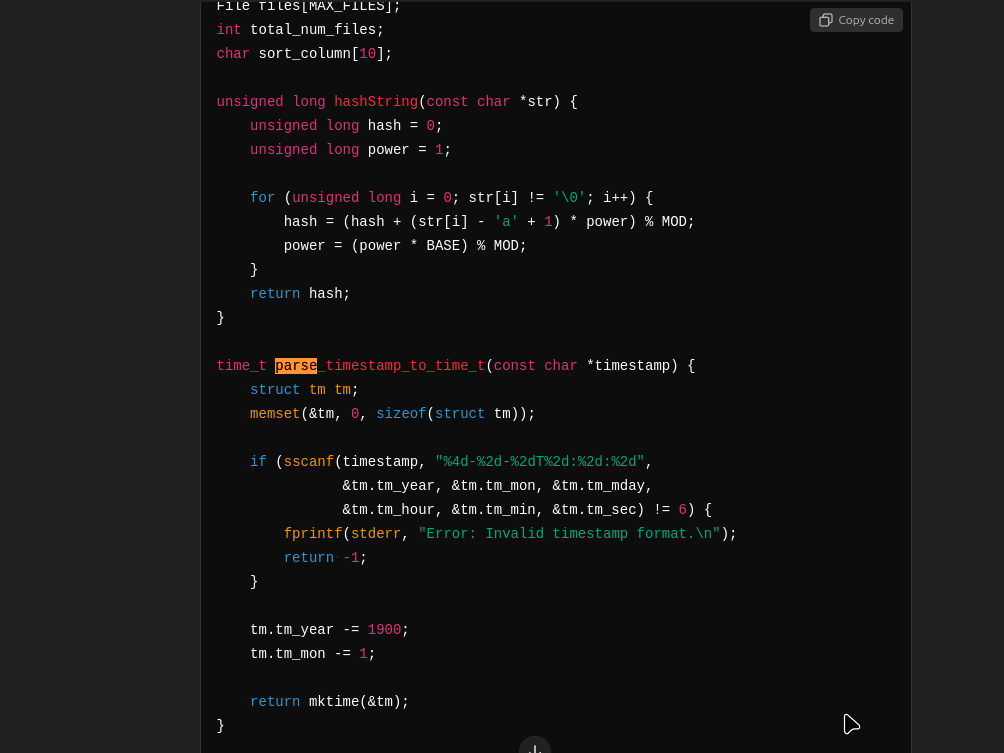 File files[MAX_FILES];
Copy code
int total_num_files;
char sort_column[10];
unsigned long hashString(const char *str) {
    unsigned long hash = 0;
    unsigned long power = 1;
    for (unsigned long i = 0; str[i] != '\0'; i++) {
        hash = (hash + (str[i] - 'a' + 1) * power) % MOD;
        power = (power * BASE) % MOD;
    }
    return hash;
}
time_t parse_timestamp_to_time_t(const char *timestamp) {
    struct tm tm;
    memset(&tm, 0, sizeof(struct tm));
    if (sscanf(timestamp, "%4d-%2d-%2dT%2d:%2d:%2d",
               &tm.tm_year, &tm.tm_mon, &tm.tm_mday,
               &tm.tm_hour, &tm.tm_min, &tm.tm_sec) != 6) {
        fprintf(stderr, "Error: Invalid timestamp format.\n");
        return -1;
    }
    tm.tm_year -= 1900;
    tm.tm_mon -= 1;
    return mktime(&tm);
}